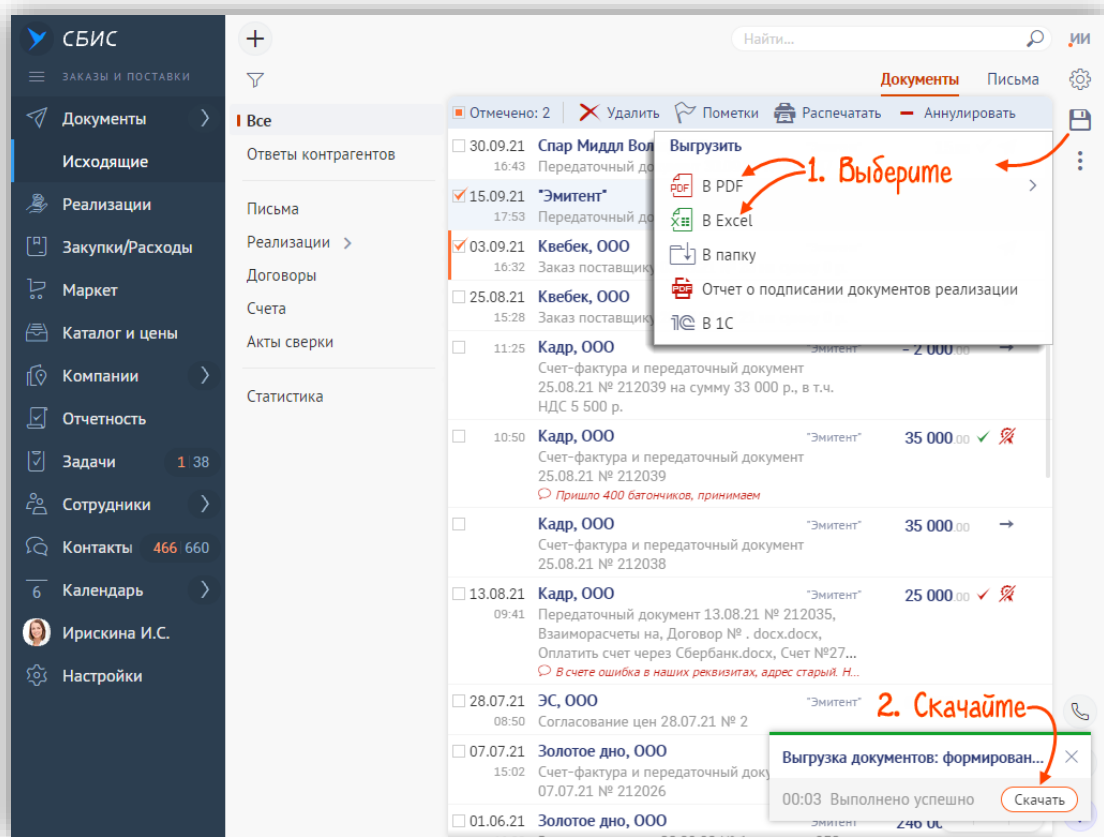 СБИС
ЗАКАЗЫ И ПОСТАВКИ
Документы
Исходящие
Реализации
Закупки/Расходы
Маркет
Каталог и цены
Компании
Отчетность
Задачи 1 38
Сотрудники
Контакты 466 660
6 Календарь
Ирискина И.С.
Настройки
Все
Ответы контрагентов
Письма
Реализации
Договоры
Счета
Акты сверки
Статистика
Найти...
ИИ
Документы Письма
Отмечено: 2 Удалить Пометки Распечатать Аннулировать
Выгрузить
PDF В PDF
В Excel
В папку
PDF Отчет о подписании документов реализации
1С В 1С
1. Выберите
30.09.21 Спар Миддл
16:43 Передаточный
15.09.21 "Эмитент"
17:53 Передаточный
03.09.21 Квебек, ООО
16:32 Заказ поставщику
25.08.21 Квебек, ООО
15:28 Заказ поставщику
11:25 Кадр, ООО "Эмитент" - 2 000.00
Счет-фактура и передаточный документ
25.08.21 № 212039 на сумму 33 000 р., в т.ч.
НДС 5 500 р.
10:50 Кадр, ООО "Эмитент" 35 000.00
Счет-фактура и передаточный документ
25.08.21 № 212039
Пришло 400 батончиков, принимаем
Кадр, ООО "Эмитент" 35 000.00
Счет-фактура и передаточный документ
25.08.21 № 212038
13.08.21 Кадр, ООО "Эмитент" 25 000.00
09:41 Передаточный документ 13.08.21 № 212035,
Взаиморасчеты на, Договор № . docx.docx,
Оплатить счет через Сбербанк.docx, Счет №27...
В счете ошибка в наших реквизитах, адрес старый. Н...
28.07.21 ЭС, ООО "Эмитент"
08:50 Согласование цен 28.07.21 № 2
07.07.21 Золотое дно, ООО
15:02 Счет-фактура и передаточный
07.07.21 № 212026
01.06.21 Золотое дно, ООО "Эмитент"
2. Скачайте
Выгрузка документов: формирован...
00:03 Выполнено успешно Скачать